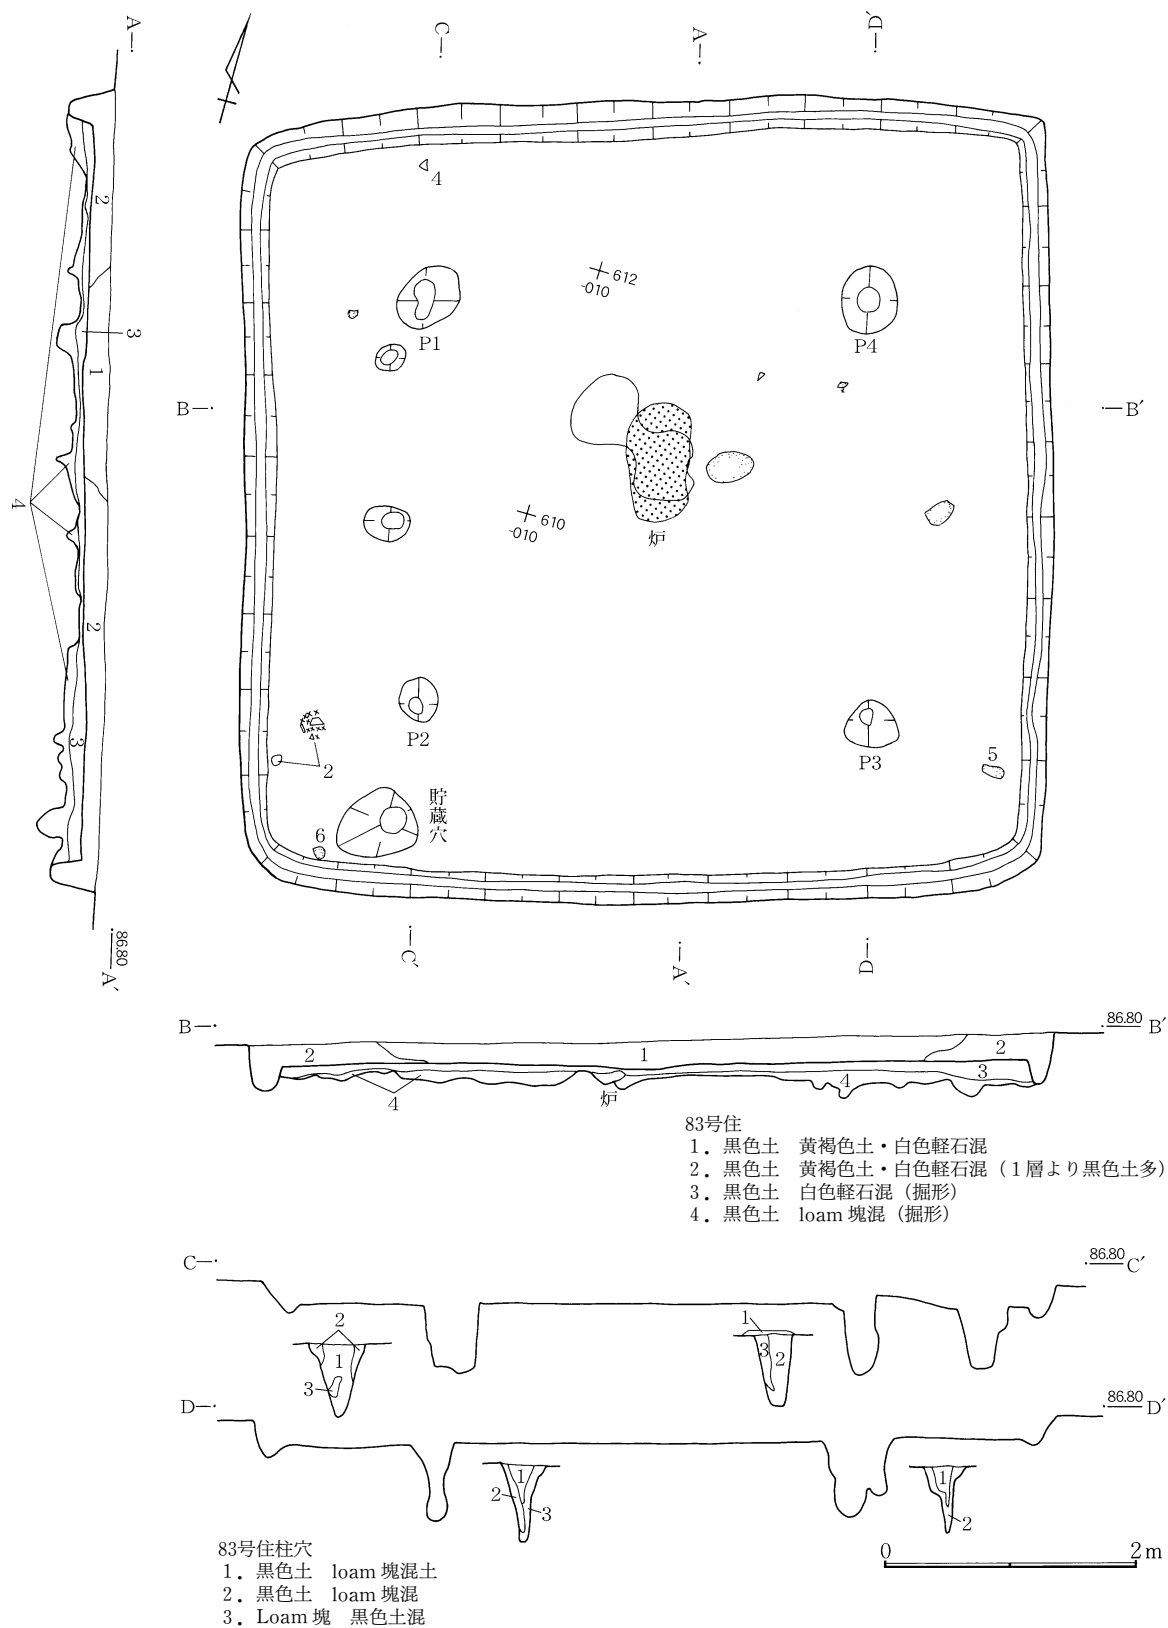 A
C
A
D′
4
612
-010
P1
P4
B
B′
610
-010
炉
P2
P3
2
5
6
貯蔵穴
2
3
1
4
2
3
86.80
A′
C′
A′
D
B
86.80 B′
2
1
2
3
4
4
炉
83号住
1．黒色土　黄褐色土・白色軽石混
2．黒色土　黄褐色土・白色軽石混（１層より黒色土多）
3．黒色土　白色軽石混（掘形）
4．黒色土　loam 塊混（掘形）
C
86.80 C′
2
1
3
1
3
2
D
86.80 D′
1
2
3
1
2
0
2m
83号住柱穴
1．黒色土　loam 塊混土
2．黒色土　loam 塊混
3．Loam 塊　黒色土混